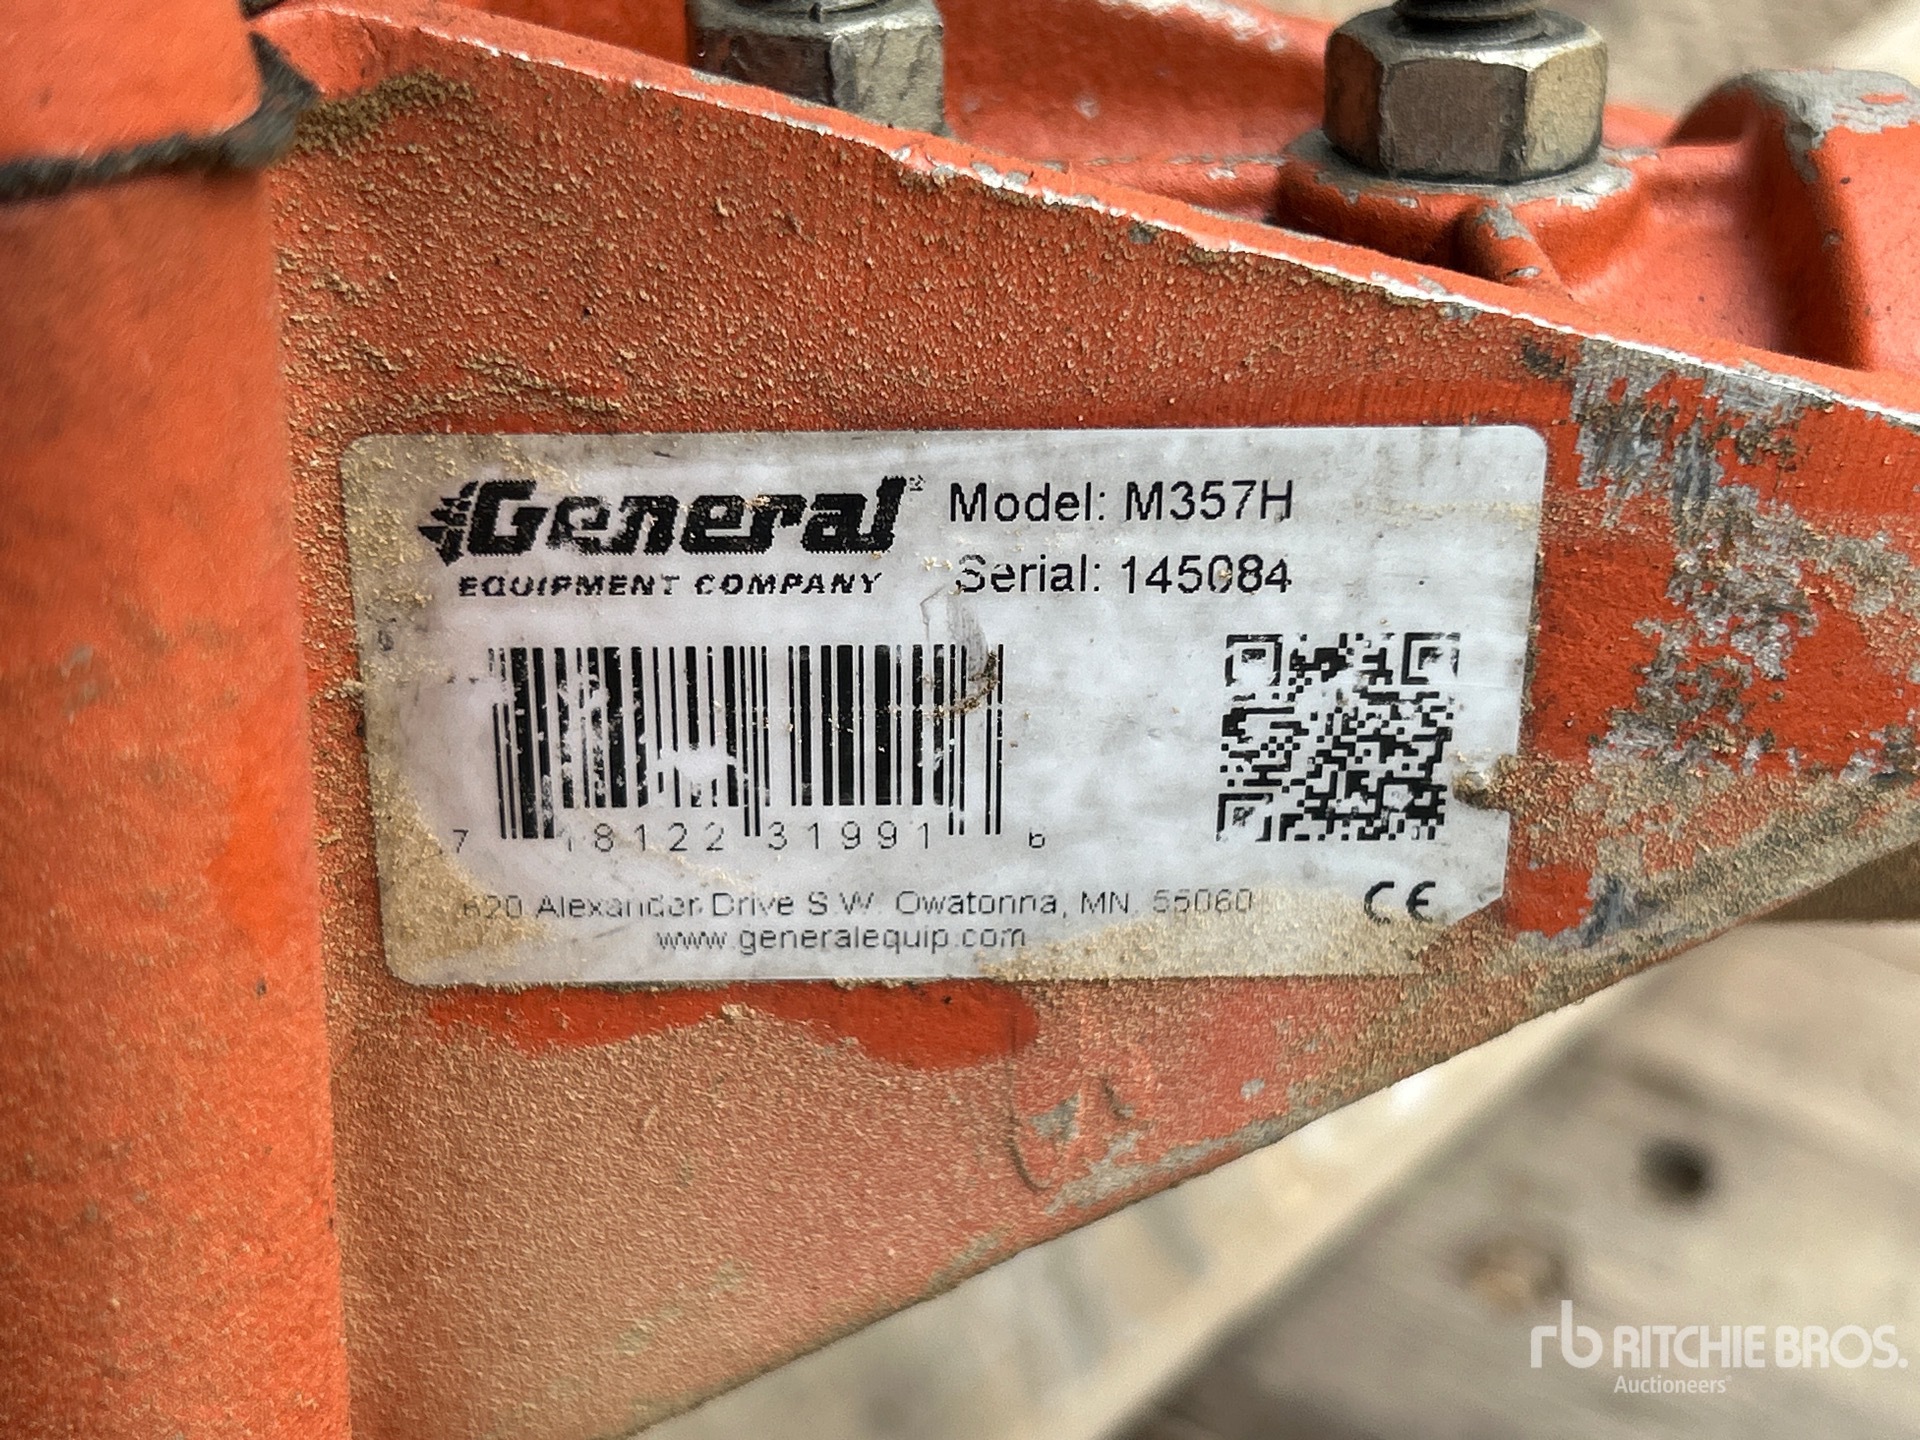 General
EQUIPMENT COMPANY
Model: M357H
Serial: 145084
7 18122 31991 6
620 Alexander Drive S.W. Owatonna, MN. 55060
www.generalequip.com
CE
rb RITCHIE BROS.
Auctioneers